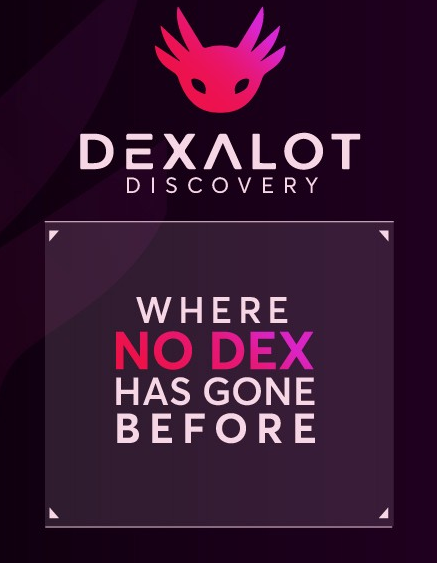 DEXALOT
DISCOVERY
WHERE
NO DEX
HAS GONE
BEFORE